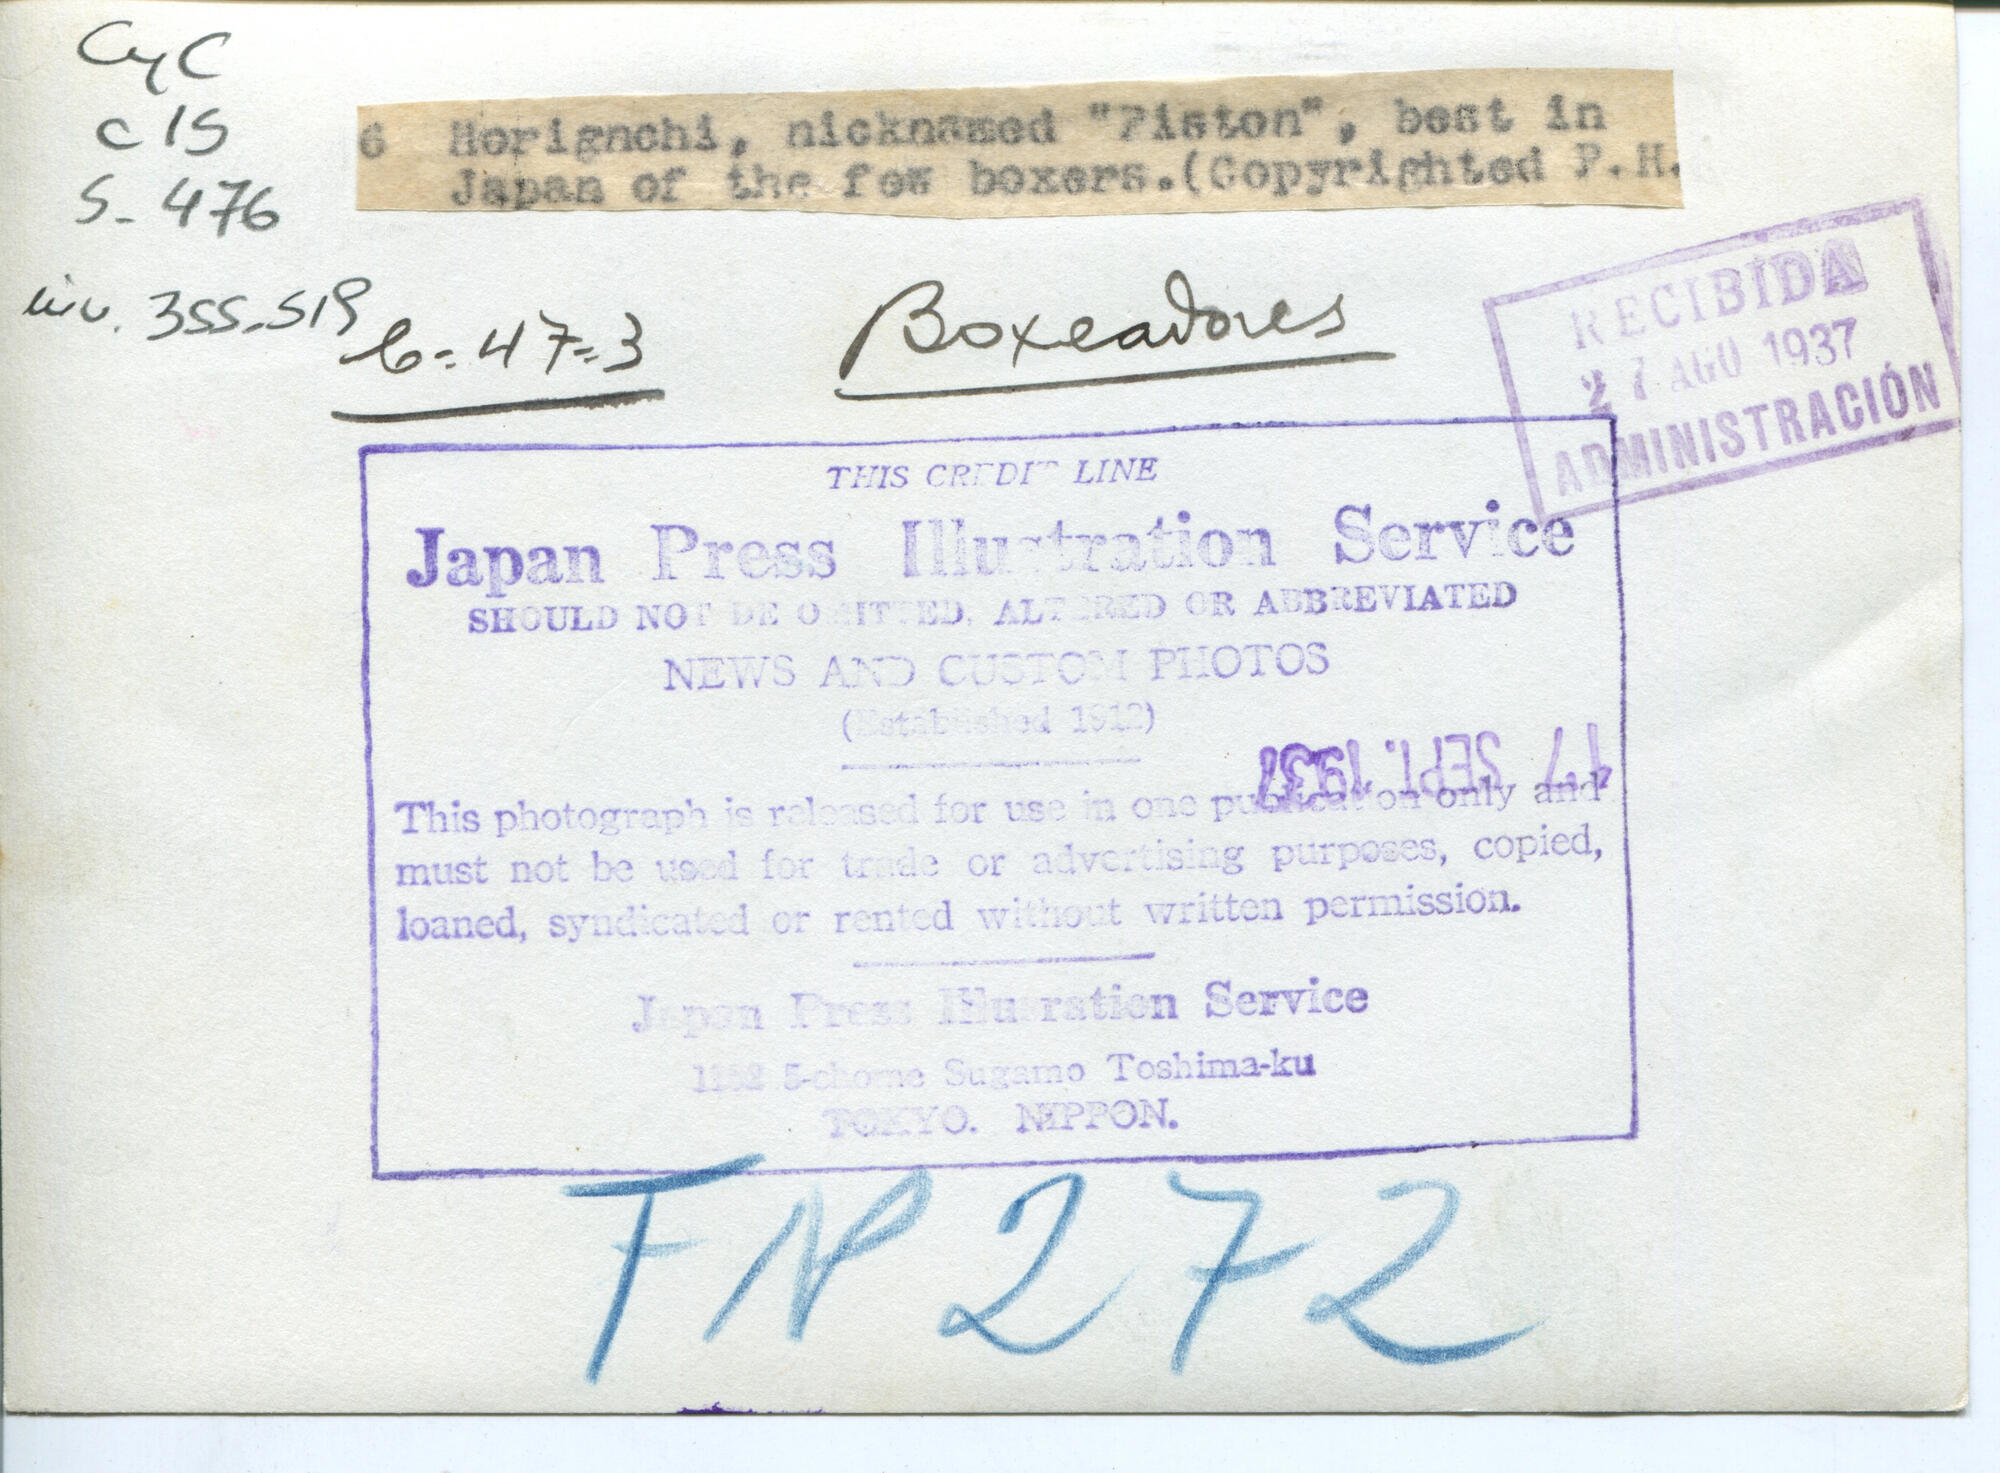 CyC
c 15
S-476
inv. 355.519
6 Horignchi, nicknamed "Piston", best in
Japan of the few boxers.(Copyrighted P.H.
b=47=3
Boxeadores
RECIBIDA
27 AGO 1937
ADMINISTRACIÓN
THIS CREDIT LINE
Japan Press Illustration Service
SHOULD NOT BE OMITTED, ALTERED OR ABBREVIATED
NEWS AND CUSTOM PHOTOS
(Established 1912)
17 SEPT. 1937
This photograph is released for use in one publication only and
must not be used for trade or advertising purposes, copied,
loaned, syndicated or rented without written permission.
Japan Press Illustration Service
5-chome Sugamo Toshima-ku
TOKYO. NIPPON.
FN272